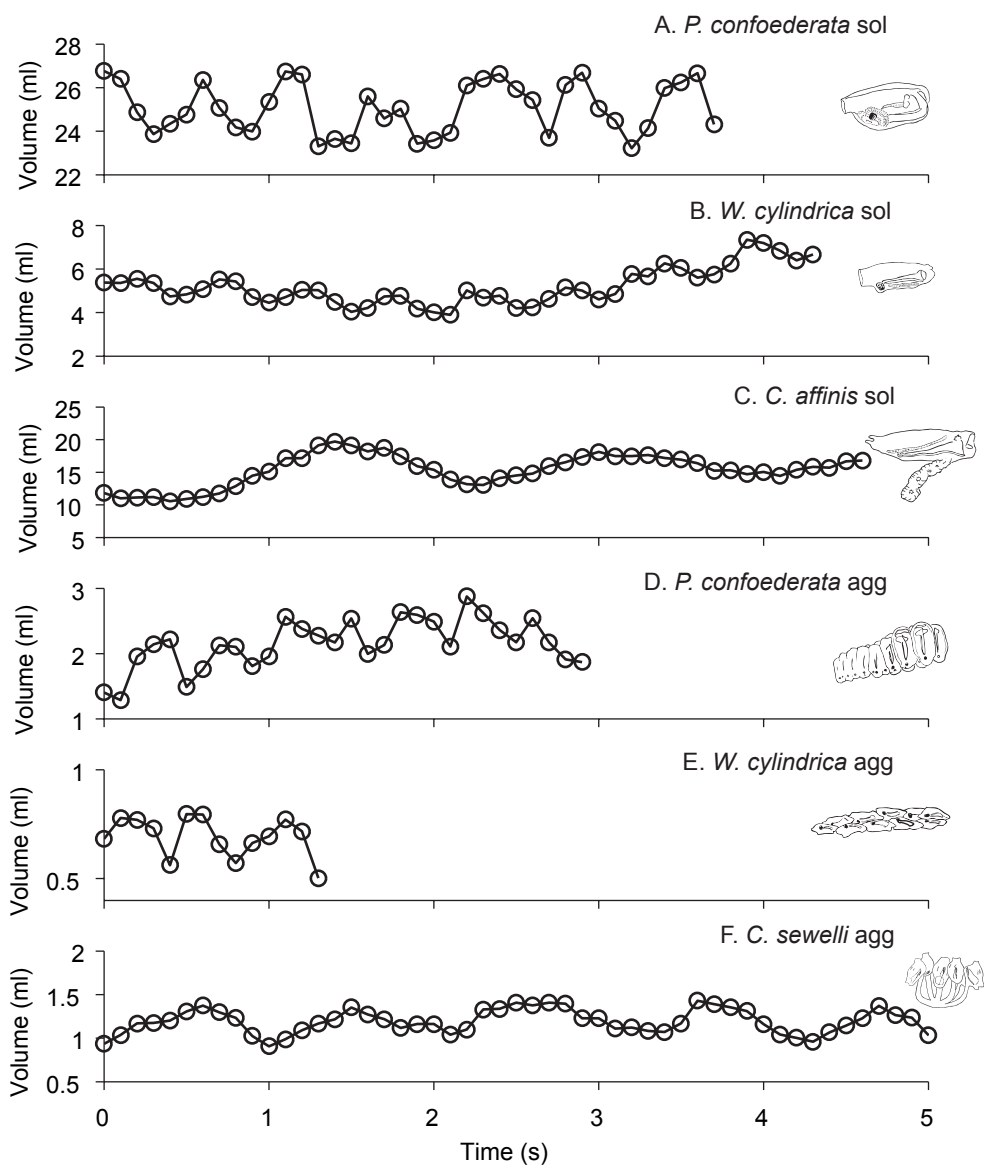 A. P. confoederata sol
28
26
24
22
Volume (ml)
B. W. cylindrica sol
8
6
4
2
Volume (ml)
C. C. affinis sol
25
20
15
10
5
Volume (ml)
D. P. confoederata agg
3
2
1
Volume (ml)
E. W. cylindrica agg
1
0.5
Volume (ml)
F. C. sewelli agg
2
1.5
1
0.5
Volume (ml)
0 1 2 3 4 5
Time (s)